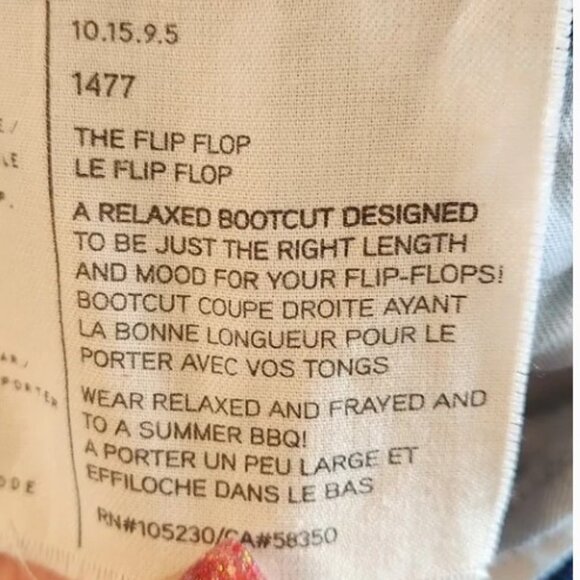 10.15.9.5
1477
THE FLIP FLOP
LE FLIP FLOP
A RELAXED BOOTCUT DESIGNED
TO BE JUST THE RIGHT LENGTH
AND MOOD FOR YOUR FLIP-FLOPS!
BOOTCUT COUPE DROITE AYANT
LA BONNE LONGUEUR POUR LE
PORTER AVEC VOS TONGS
WEAR RELAXED AND FRAYED AND
TO A SUMMER BBQ!
A PORTER UN PEU LARGE ET
EFFILOCHE DANS LE BAS
RN#105230/CA#58350